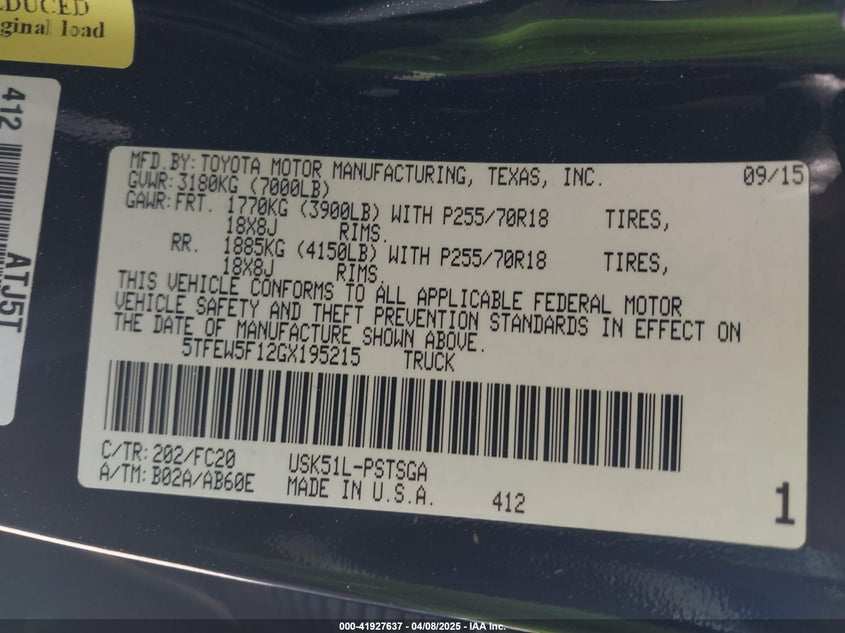 DUCED
ginal load
412
ATJ5T
MFD.BY:TOYOTA MOTOR MANUFACTURING, TEXAS, INC. 09/15
GVWR:3180KG (7000LB)
GAWR:FRT. 1770KG (3900LB) WITH P255/70R18 TIRES,
18X8J RIMS.
RR. 1885KG (4150LB) WITH P255/70R18 TIRES,
18X8J RIMS.
THIS VEHICLE CONFORMS TO ALL APPLICABLE FEDERAL MOTOR
VEHICLE SAFETY AND THEFT PREVENTION STANDARDS IN EFFECT ON
THE DATE OF MANUFACTURE SHOWN ABOVE.
5TFEW5F12GX195215 TRUCK
C/TR:202/FC20 USK51L-PSTSGA
A/TM:B02A/AB60E MADE IN U.S.A. 412 1
000-41927637 - 04/08/2025 - IAA Inc.